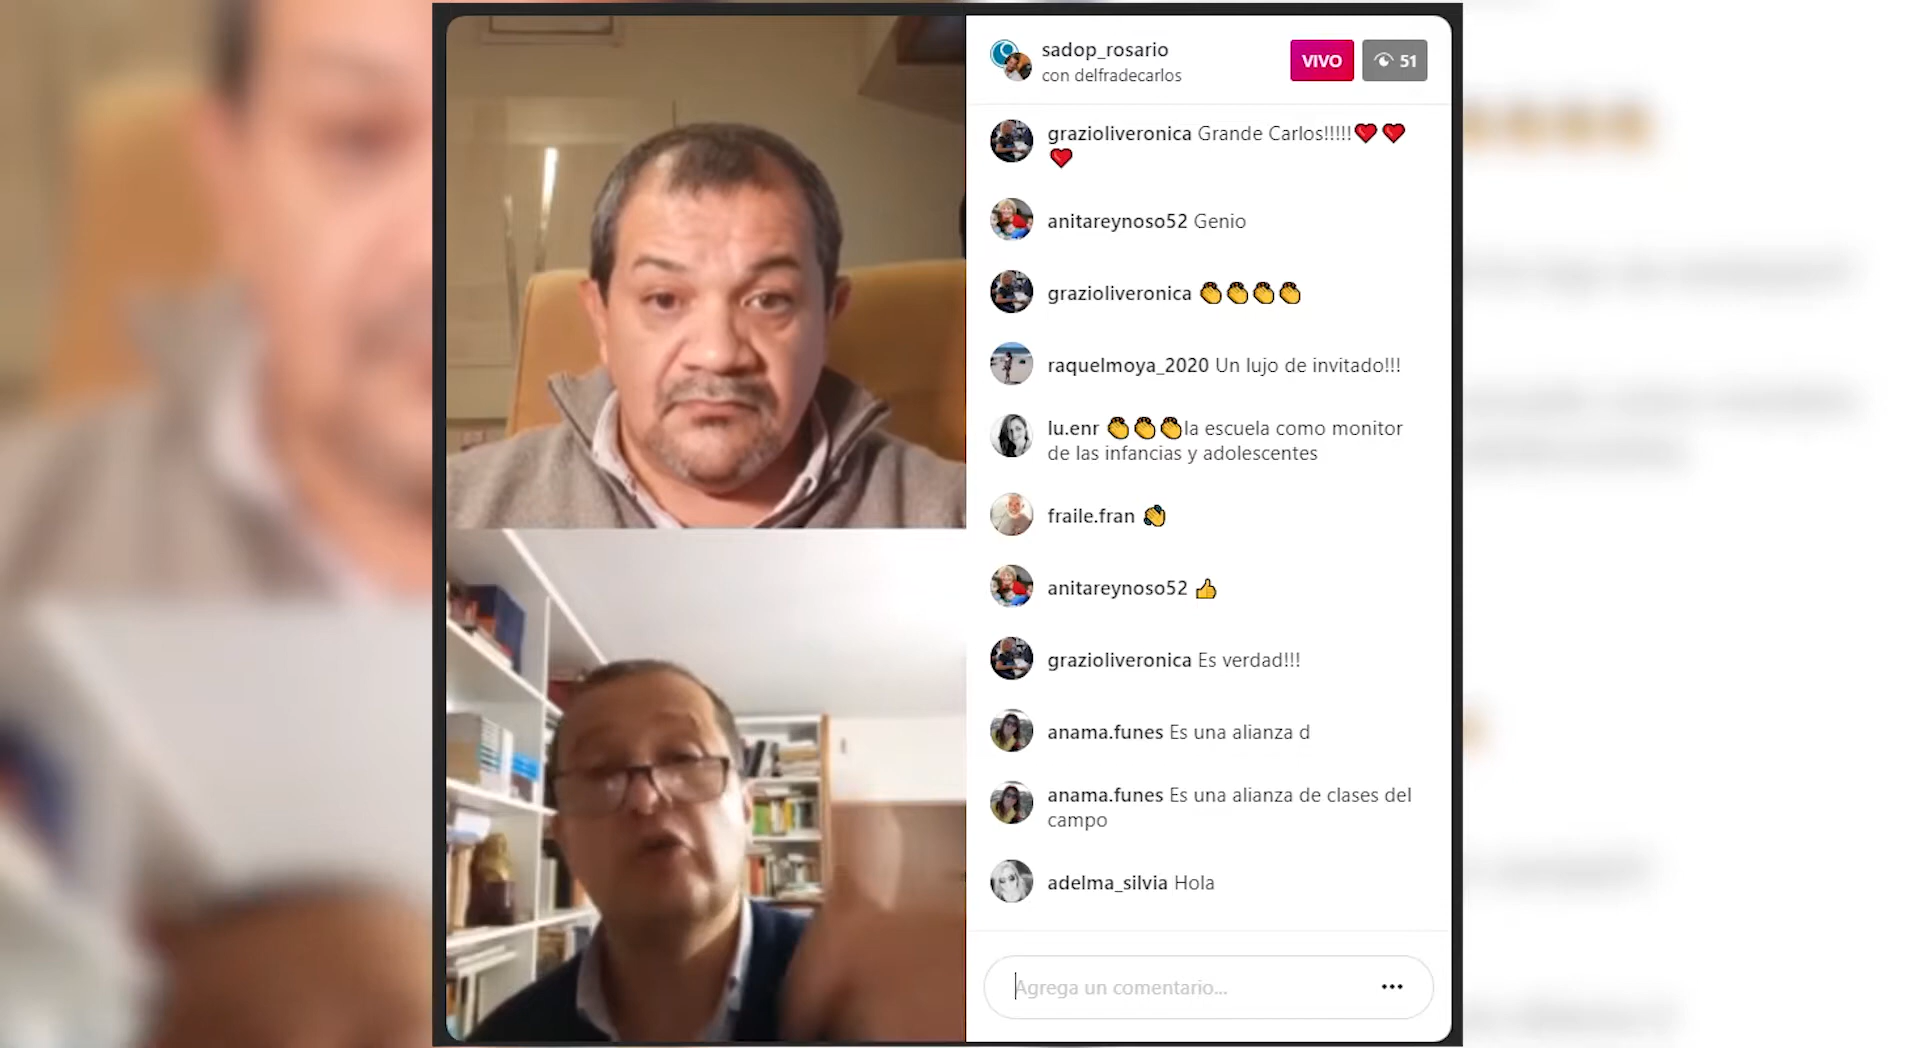 sadop_rosario
con delfradecarlos
VIVO
51
grazioliveronica Grande Carlos!!!!!❤️❤️
❤️
anitareynoso52 Genio
grazioliveronica 👏👏👏👏
raquelmoya_2020 Un lujo de invitado!!!
lu.enr 👏👏👏la escuela como monitor
de las infancias y adolescentes
fraile.fran 👏
anitareynoso52 👍
grazioliveronica Es verdad!!!
anama.funes Es una alianza d
anama.funes Es una alianza de clases del
campo
adelma_silvia Hola
Agrega un comentario...